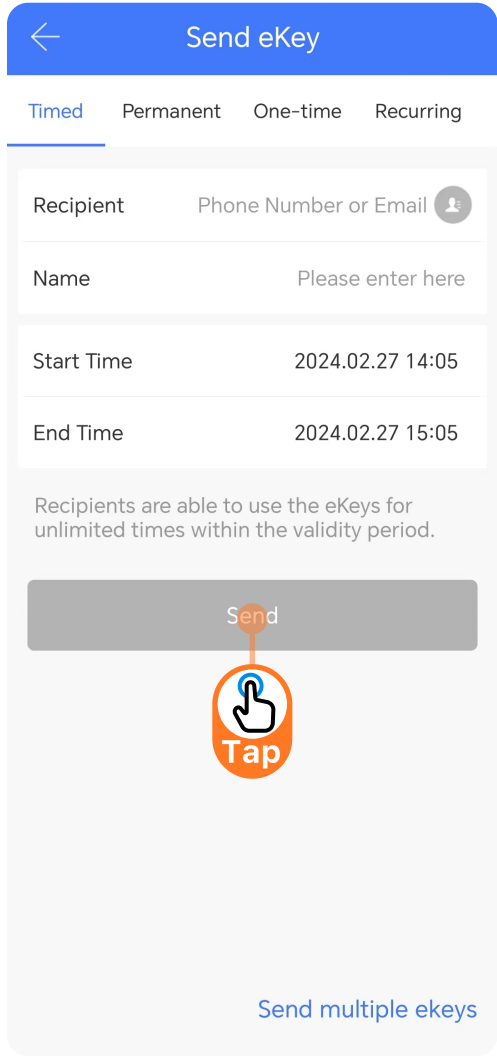 Send eKey
Timed Permanent One-time Recurring
Recipient Phone Number or Email
Name Please enter here
Start Time 2024.02.27 14:05
End Time 2024.02.27 15:05
Recipients are able to use the eKeys for
unlimited times within the validity period.
Send
Tap
Send multiple ekeys